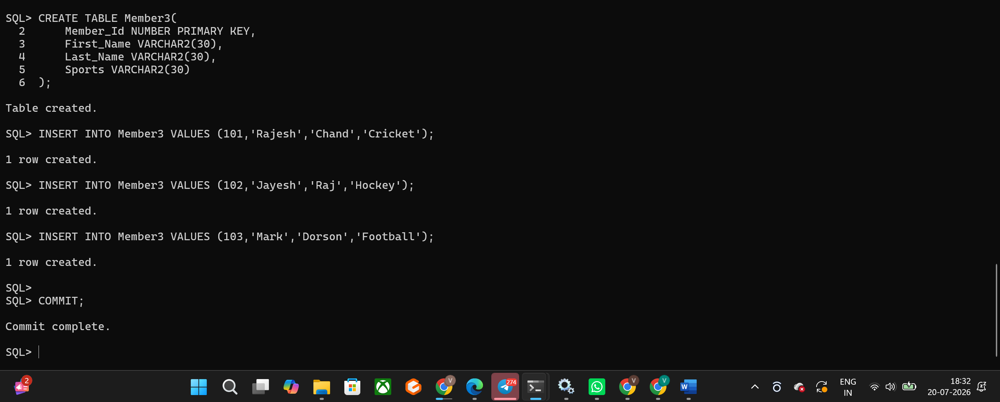 SQL> CREATE TABLE Member3(
  2      Member_Id NUMBER PRIMARY KEY,
  3      First_Name VARCHAR2(30),
  4      Last_Name VARCHAR2(30),
  5      Sports VARCHAR2(30)
  6  );
Table created.
SQL> INSERT INTO Member3 VALUES (101,'Rajesh','Chand','Cricket');
1 row created.
SQL> INSERT INTO Member3 VALUES (102,'Jayesh','Raj','Hockey');
1 row created.
SQL> INSERT INTO Member3 VALUES (103,'Mark','Dorson','Football');
1 row created.
SQL>
SQL> COMMIT;
Commit complete.
SQL>
2
V
274
V
V
W
ENG
IN
18:32
20-07-2026